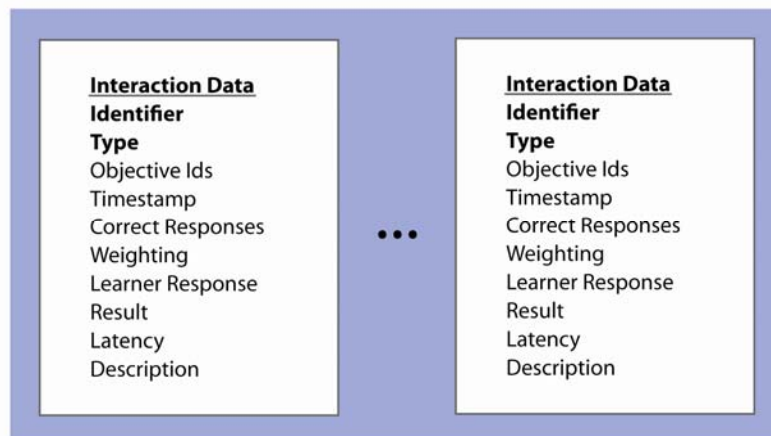 Interaction Data
Identifier
Type
Objective Ids
Timestamp
Correct Responses
Weighting
Learner Response
Result
Latency
Description
...
Interaction Data
Identifier
Type
Objective Ids
Timestamp
Correct Responses
Weighting
Learner Response
Result
Latency
Description